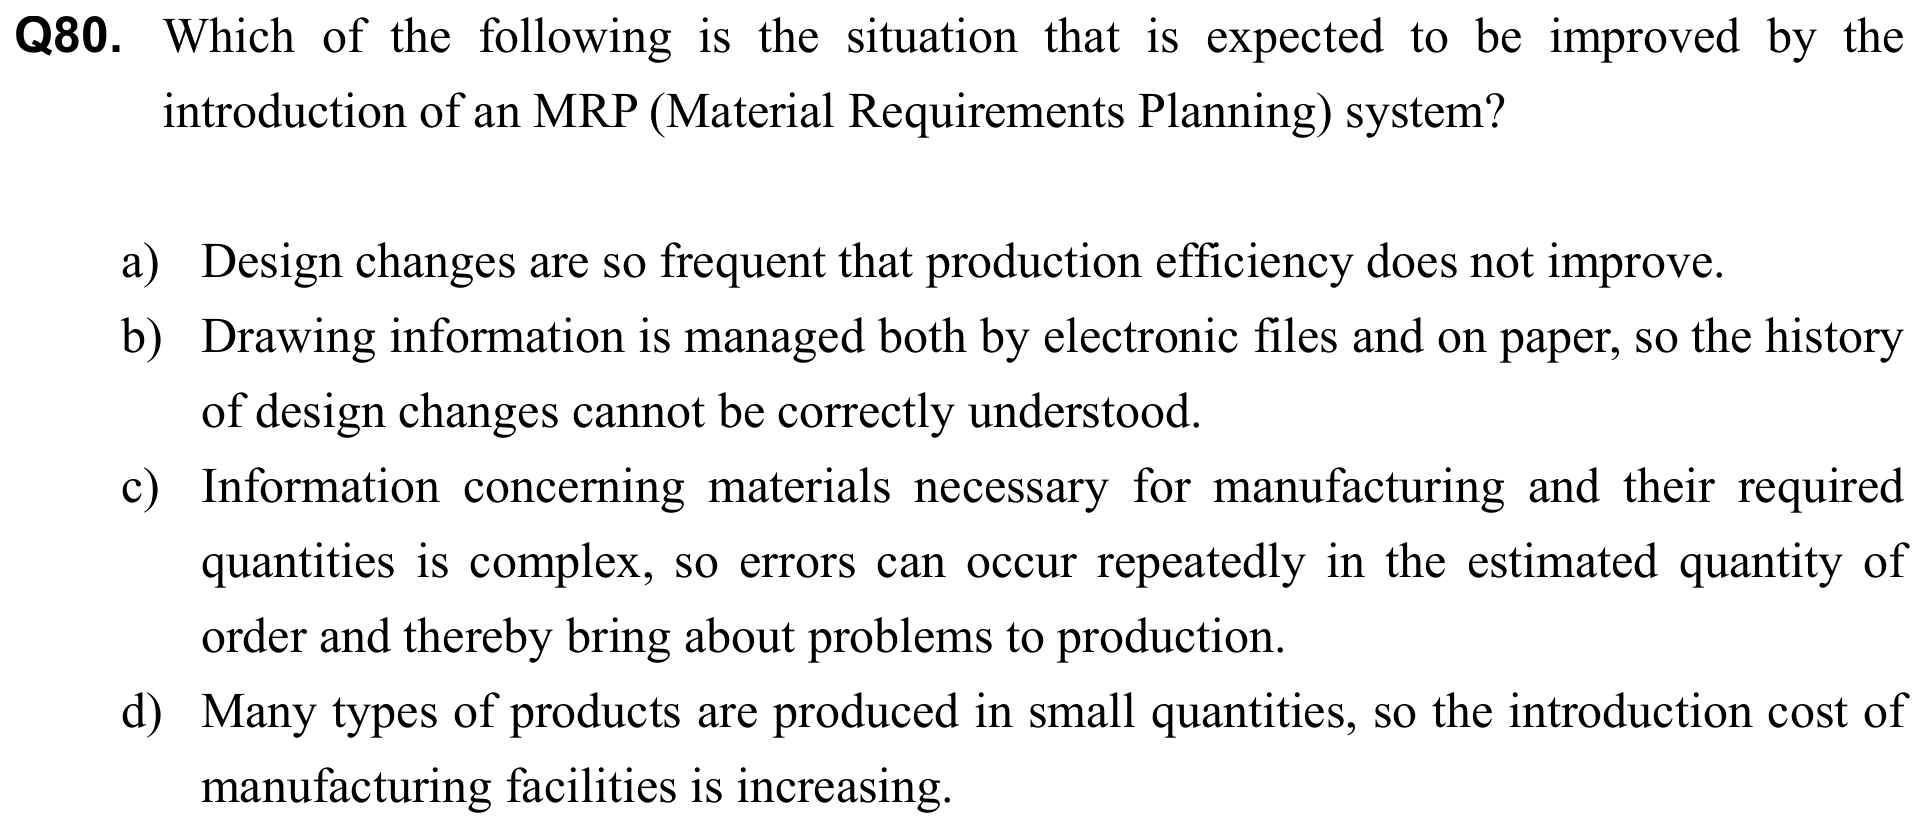 Q80. Which of the following is the situation that is expected to be improved by the
introduction of an MRP (Material Requirements Planning) system?
a) Design changes are so frequent that production efficiency does not improve.
b) Drawing information is managed both by electronic files and on paper, so the history
of design changes cannot be correctly understood.
c) Information concerning materials necessary for manufacturing and their required
quantities is complex, so errors can occur repeatedly in the estimated quantity of
order and thereby bring about problems to production.
d) Many types of products are produced in small quantities, so the introduction cost of
manufacturing facilities is increasing.